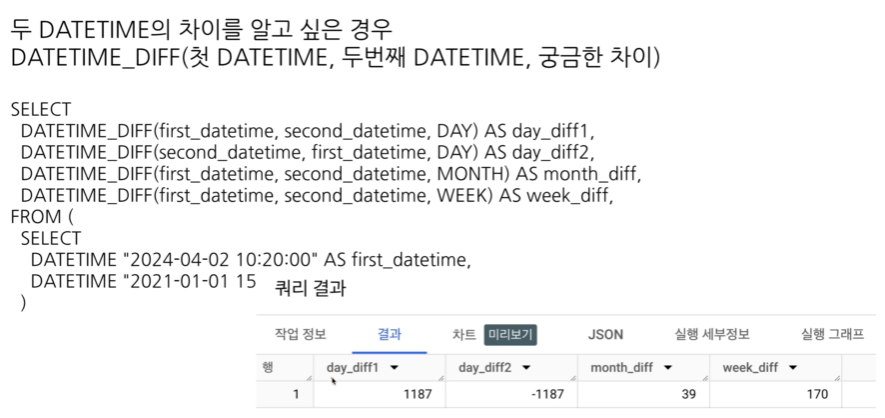 두 DATETIME의 차이를 알고 싶은 경우
DATETIME_DIFF(첫 DATETIME, 두번째 DATETIME, 궁금한 차이)
SELECT
DATETIME_DIFF(first_datetime, second_datetime, DAY) AS day_diff1,
DATETIME_DIFF(second_datetime, first_datetime, DAY) AS day_diff2,
DATETIME_DIFF(first_datetime, second_datetime, MONTH) AS month_diff,
DATETIME_DIFF(first_datetime, second_datetime, WEEK) AS week_diff,
FROM (
SELECT
DATETIME "2024-04-02 10:20:00" AS first_datetime,
DATETIME "2021-01-01 15
)
쿼리 결과
작업 정보 결과 차트 미리보기 JSON 실행 세부정보 실행 그래프
행 day_diff1 day_diff2 month_diff week_diff
1 1187 -1187 39 170